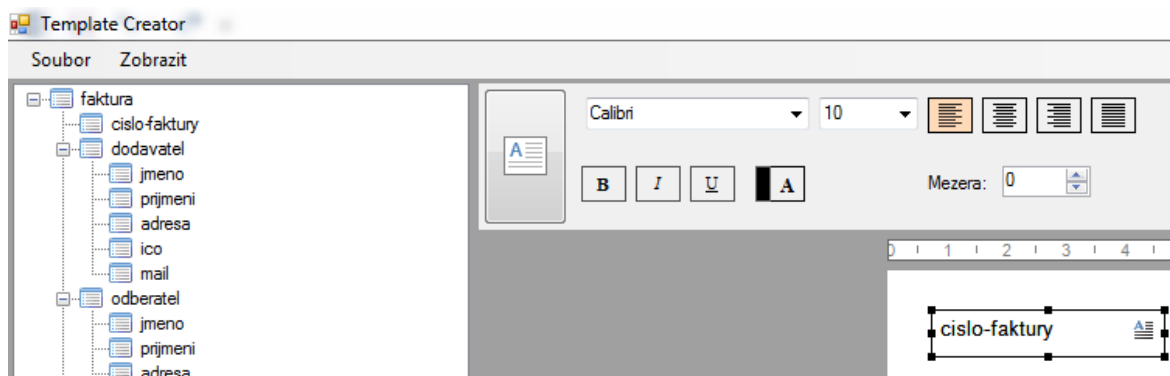 Template Creator
Soubor Zobrazit
faktura
cislo-faktury
dodavatel
jmeno
prijmeni
adresa
ico
mail
odberatel
jmeno
prijmeni
adresa
Calibri 10
A
B I U A
Mezera: 0
0 1 2 3 4
cislo-faktury A